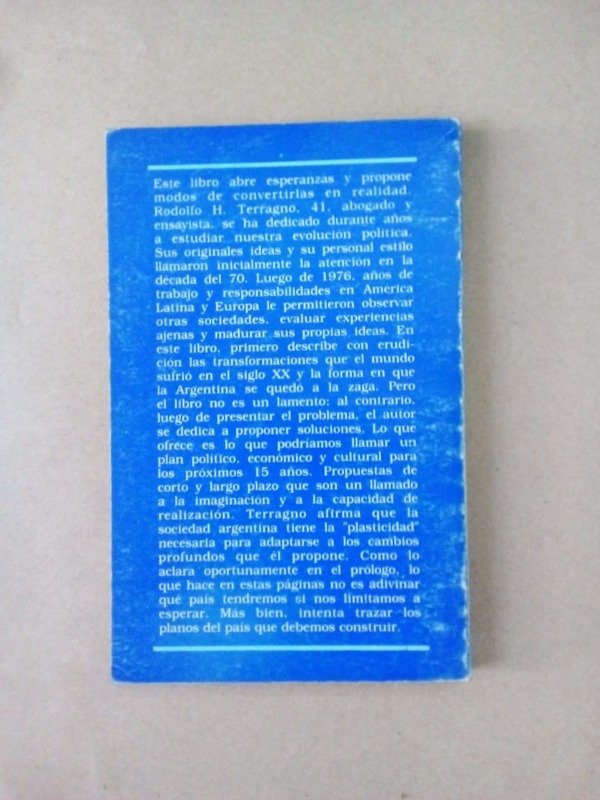 Este libro abre esperanzas y propone
modos de convertirlas en realidad.
Rodolfo H. Terragno, 41, abogado y
ensayista, se ha dedicado durante años
a estudiar nuestra evolución política.
Sus originales ideas y su personal estilo
llamaron inicialmente la atención en la
década del 70. Luego de 1976, años de
trabajo y responsabilidades en América
Latina y Europa le permitieron observar
otras sociedades, evaluar experiencias
ajenas y madurar sus propias ideas. En
este libro, primero describe con erudi-
ción las transformaciones que el mundo
sufrió en el siglo XX y la forma en que
la Argentina se quedó a la zaga. Pero
el libro no es un lamento; al contrario,
luego de presentar el problema, el autor
se dedica a proponer soluciones. Lo que
ofrece es lo que podríamos llamar un
plan político, económico y cultural para
los próximos 15 años. Propuestas de
corto y largo plazo que son un llamado
a la imaginación y a la capacidad de
realización. Terragno afirma que la
sociedad argentina tiene la "plasticidad"
necesaria para adaptarse a los cambios
profundos que él propone. Como lo
aclara oportunamente en el prólogo, lo
que hace en estas páginas no es adivinar
qué país tendremos si nos limitamos a
esperar. Más bien, intenta trazar los
planos del país que debemos construir.